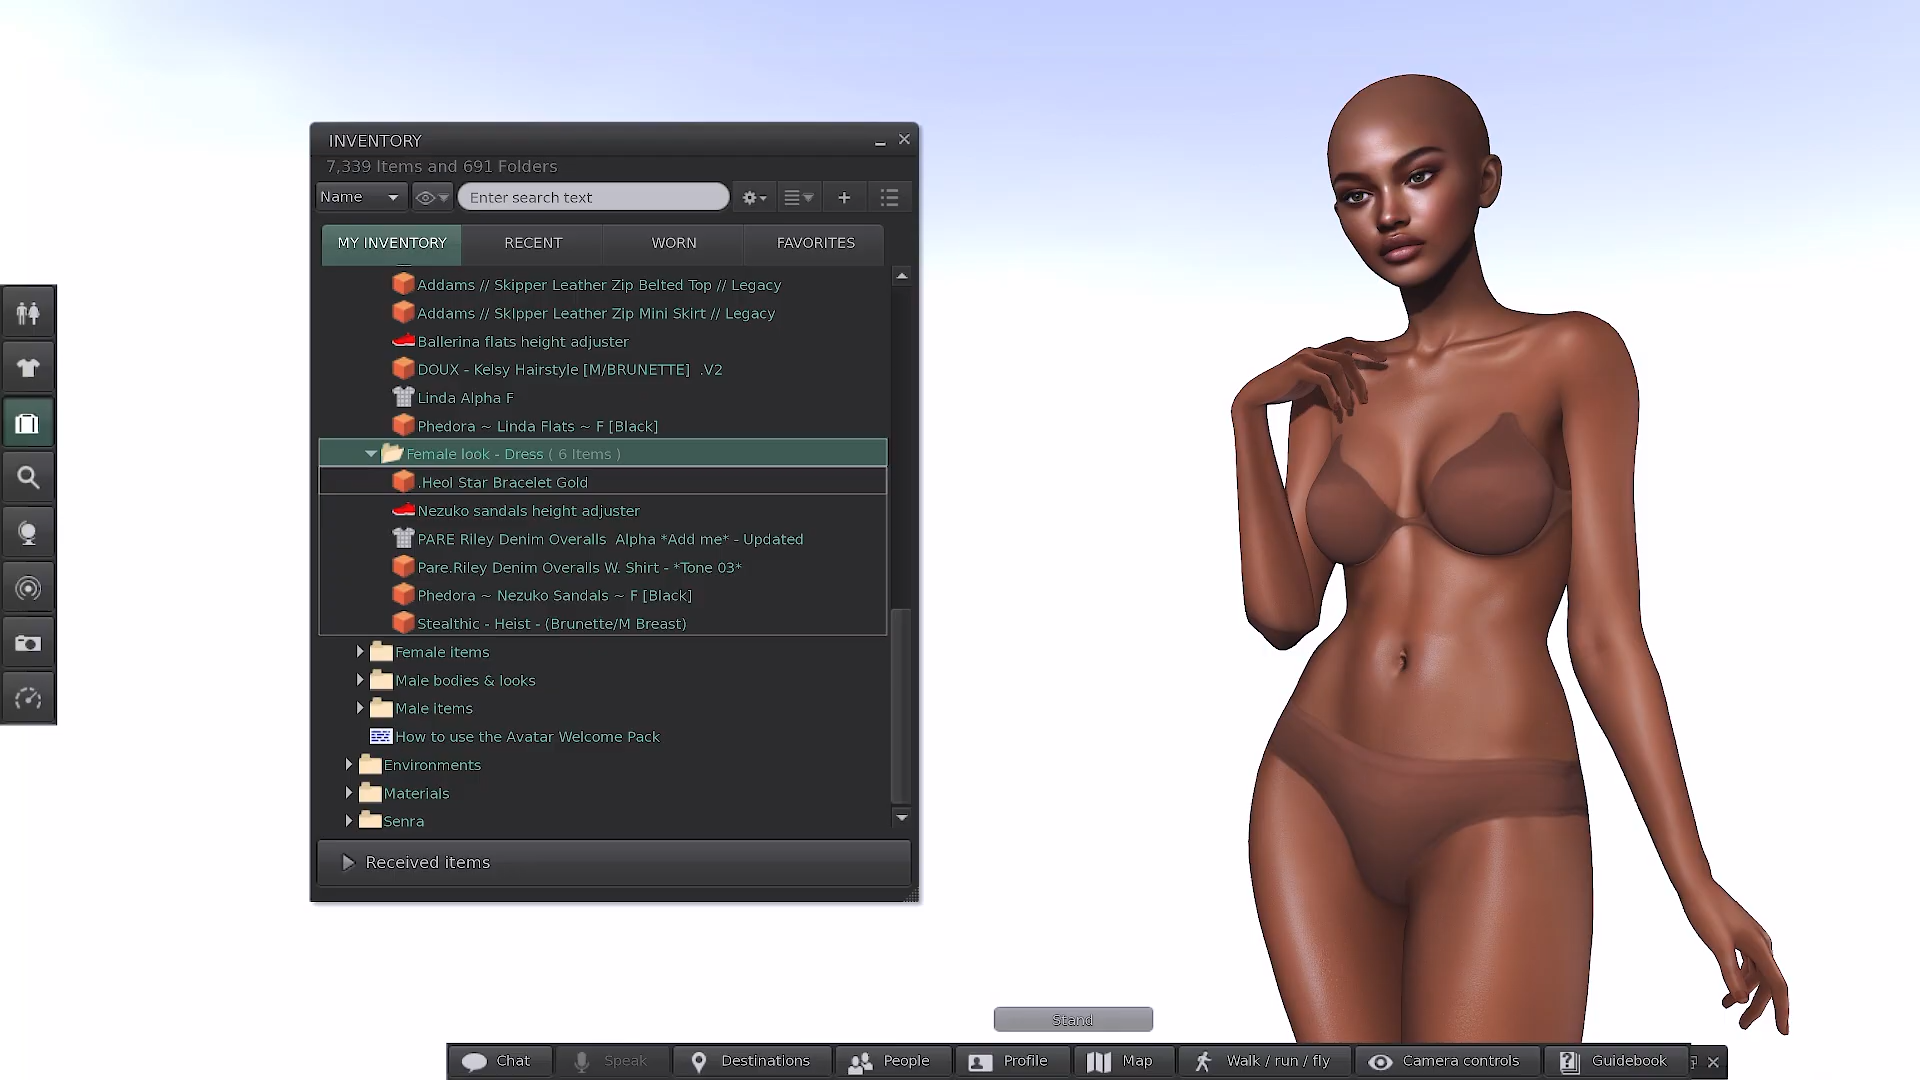 INVENTORY
7,339 Items and 691 Folders
Name
Enter search text
MY INVENTORY
RECENT
WORN
FAVORITES
Addams // Skipper Leather Zip Belted Top // Legacy
Addams // SkIpper Leather Zip Mini Skirt // Legacy
Ballerina flats height adjuster
DOUX - Kelsy Hairstyle [M/BRUNETTE]  .V2
Linda Alpha F
Phedora ~ Linda Flats ~ F [Black]
Female look - Dress ( 6 Items )
.Heol Star Bracelet Gold
Nezuko sandals height adjuster
PARE Riley Denim Overalls  Alpha *Add me* - Updated
Pare.Riley Denim Overalls W. Shirt - *Tone 03*
Phedora ~ Nezuko Sandals ~ F [Black]
Stealthic - Heist - (Brunette/M Breast)
Female items
Male bodies & looks
Male items
How to use the Avatar Welcome Pack
Environments
Materials
Senra
Received items
Stand
Chat
Speak
Destinations
People
Profile
Map
Walk / run / fly
Camera controls
Guidebook